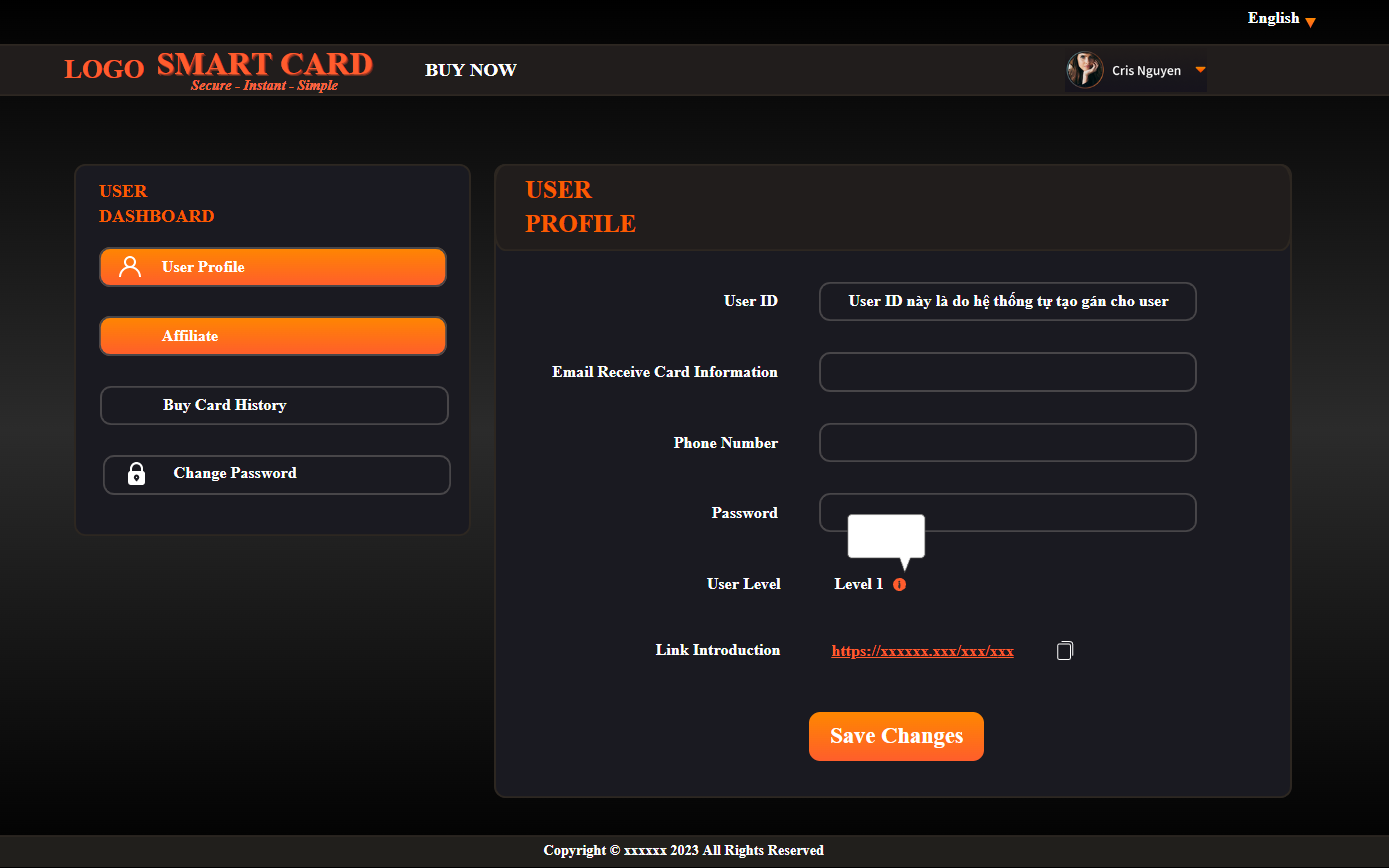 English
LOGO SMART CARD
Secure - Instant - Simple
BUY NOW
Cris Nguyen
USER
DASHBOARD
User Profile
Affiliate
Buy Card History
Change Password
USER
PROFILE
User ID
User ID này là do hệ thống tự tạo gán cho user
Email Receive Card Information
Phone Number
Password
User Level
Level 1
Link Introduction
https://xxxxxx.xxx/xxx/xxx
Save Changes
Copyright © xxxxxx 2023 All Rights Reserved